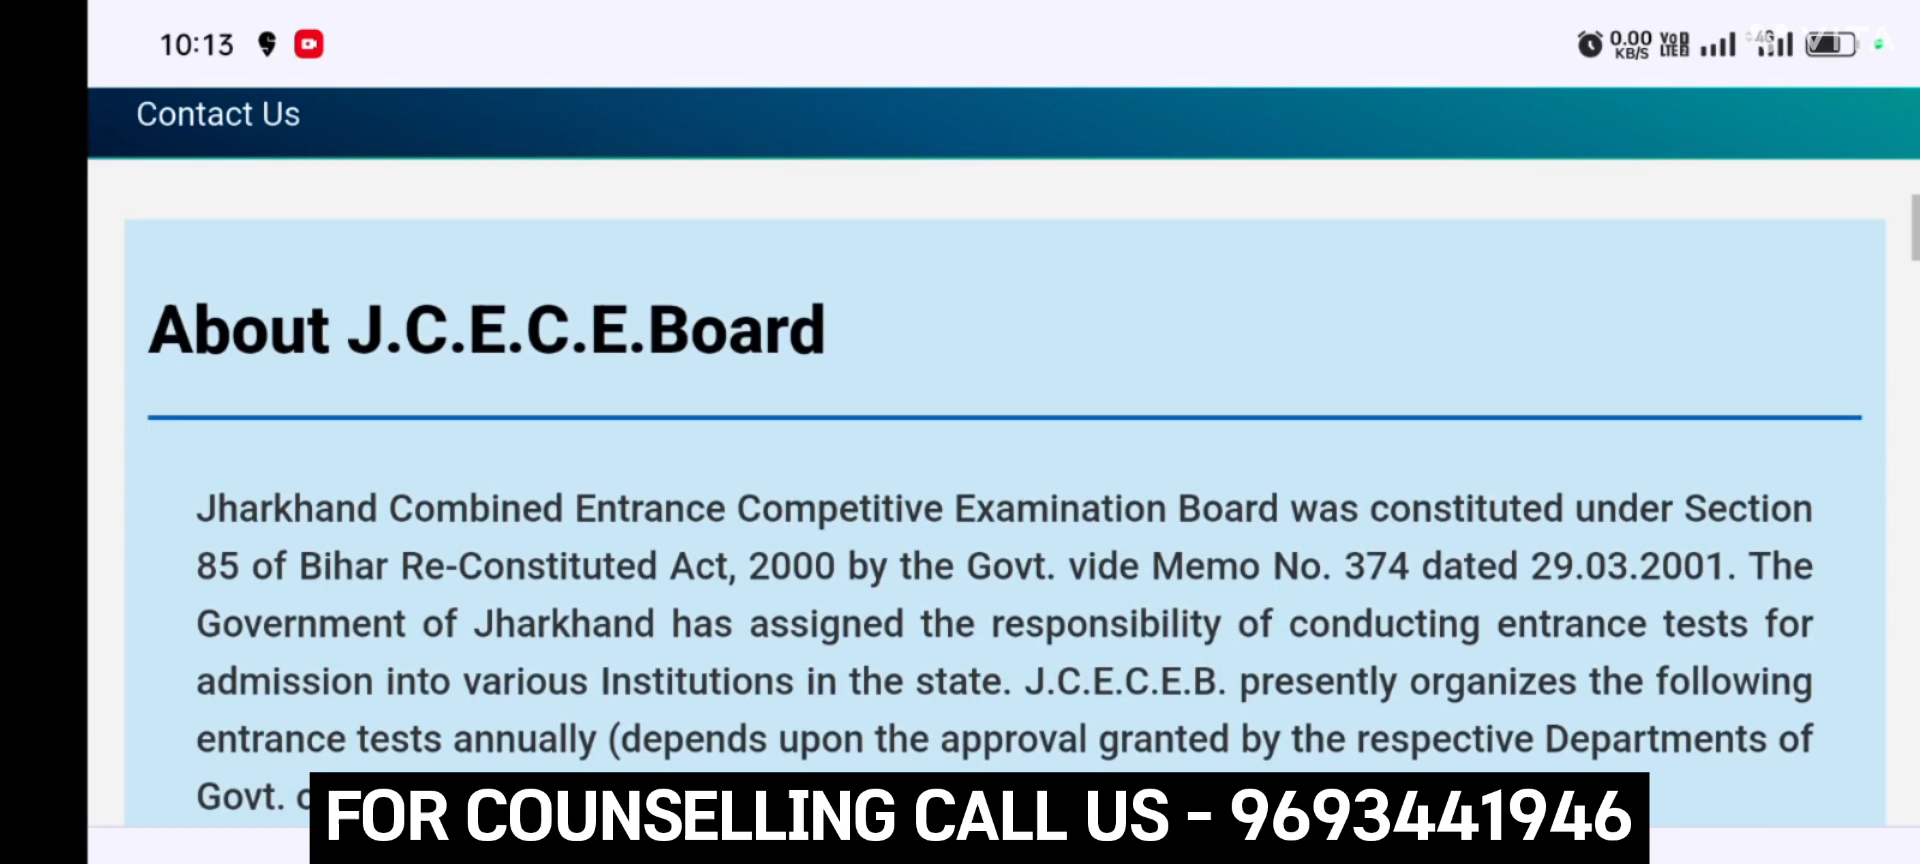 10:13
0.00
KB/S
4G
Contact Us
About J.C.E.C.E.Board
Jharkhand Combined Entrance Competitive Examination Board was constituted under Section
85 of Bihar Re-Constituted Act, 2000 by the Govt. vide Memo No. 374 dated 29.03.2001. The
Government of Jharkhand has assigned the responsibility of conducting entrance tests for
admission into various Institutions in the state. J.C.E.C.E.B. presently organizes the following
entrance tests annually (depends upon the approval granted by the respective Departments of
Govt.
FOR COUNSELLING CALL US - 9693441946